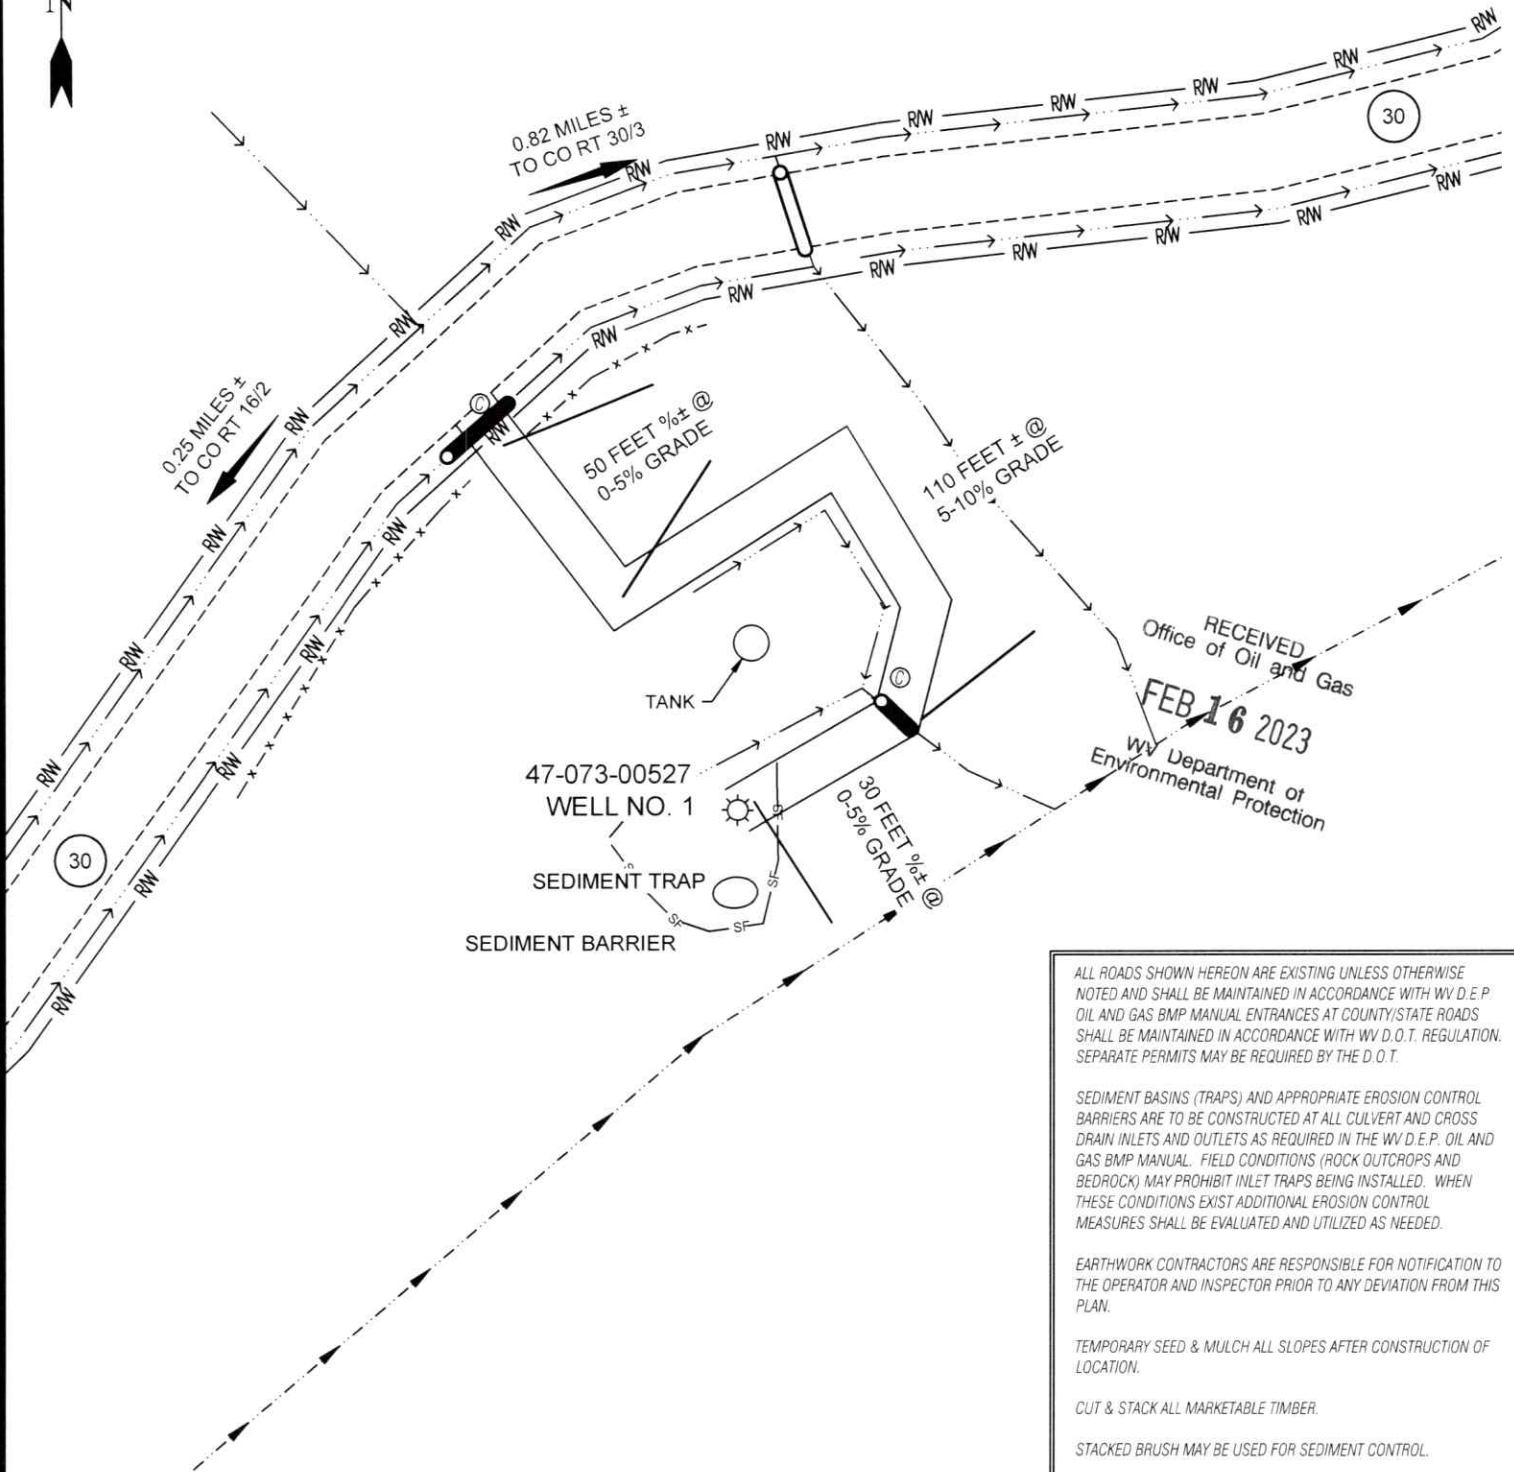 N
0.82 MILES ±
TO CO RT 30/3
R/W
R/W
R/W
R/W
R/W
R/W
R/W
R/W
30
R/W
R/W
R/W
R/W
R/W
R/W
R/W
R/W
0.25 MILES ±
TO CO RT 16/2
R/W
R/W
R/W
R/W
R/W
R/W
R/W
R/W
R/W
R/W
30
©
50 FEET %± @
0-5% GRADE
110 FEET ± @
5-10% GRADE
RECEIVED
Office of Oil and Gas
FEB 16 2023
WV Department of
Environmental Protection
TANK
©
47-073-00527
WELL NO. 1
30 FEET %± @
0-5% GRADE
SF
SEDIMENT TRAP
S
SF
SF
SF
SEDIMENT BARRIER
ALL ROADS SHOWN HEREON ARE EXISTING UNLESS OTHERWISE
NOTED AND SHALL BE MAINTAINED IN ACCORDANCE WITH WV D.E.P.
OIL AND GAS BMP MANUAL ENTRANCES AT COUNTY/STATE ROADS
SHALL BE MAINTAINED IN ACCORDANCE WITH WV D.O.T. REGULATION.
SEPARATE PERMITS MAY BE REQUIRED BY THE D.O.T.
SEDIMENT BASINS (TRAPS) AND APPROPRIATE EROSION CONTROL
BARRIERS ARE TO BE CONSTRUCTED AT ALL CULVERT AND CROSS
DRAIN INLETS AND OUTLETS AS REQUIRED IN THE WV D.E.P. OIL AND
GAS BMP MANUAL. FIELD CONDITIONS (ROCK OUTCROPS AND
BEDROCK) MAY PROHIBIT INLET TRAPS BEING INSTALLED. WHEN
THESE CONDITIONS EXIST ADDITIONAL EROSION CONTROL
MEASURES SHALL BE EVALUATED AND UTILIZED AS NEEDED.
EARTHWORK CONTRACTORS ARE RESPONSIBLE FOR NOTIFICATION TO
THE OPERATOR AND INSPECTOR PRIOR TO ANY DEVIATION FROM THIS
PLAN.
TEMPORARY SEED & MULCH ALL SLOPES AFTER CONSTRUCTION OF
LOCATION.
CUT & STACK ALL MARKETABLE TIMBER.
STACKED BRUSH MAY BE USED FOR SEDIMENT CONTROL.